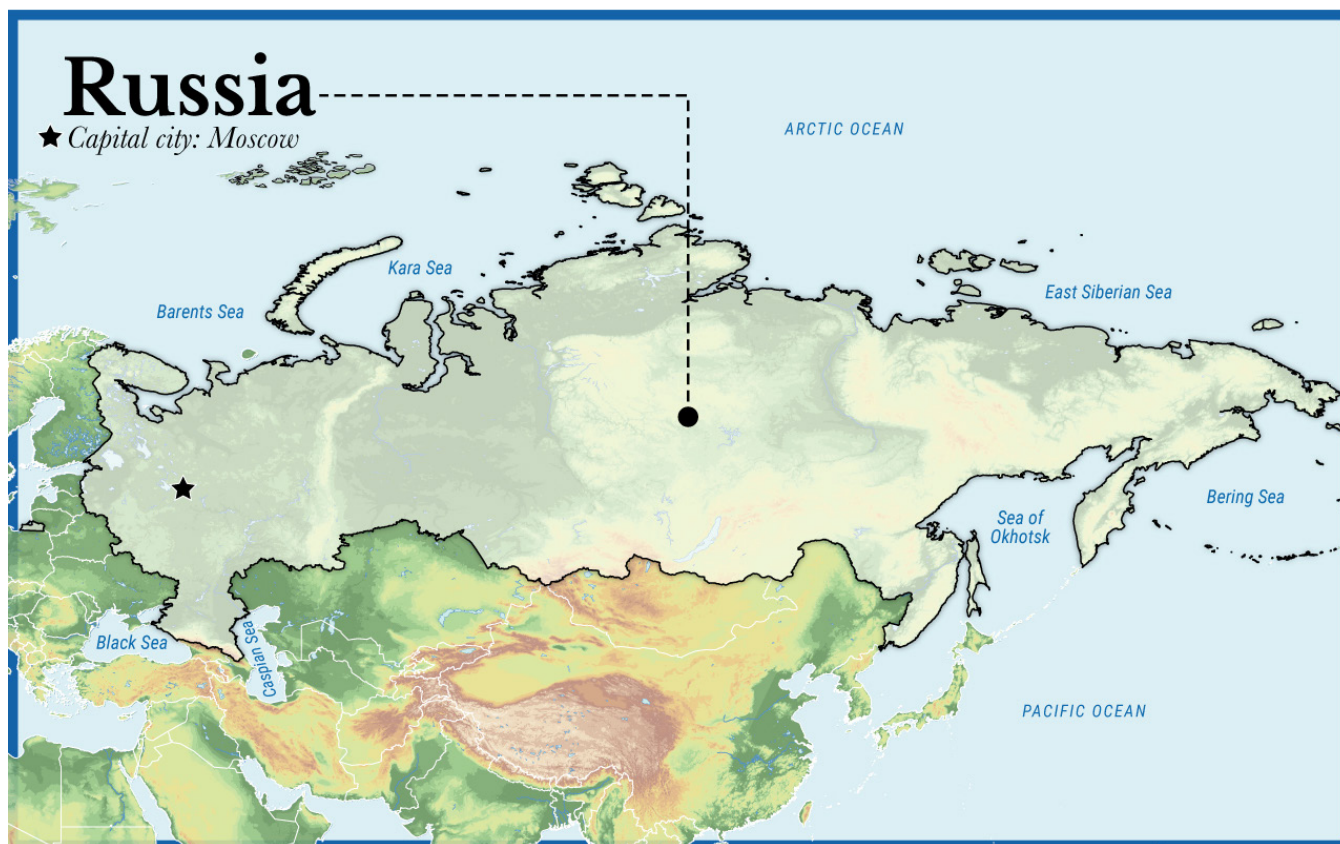 Russia
Capital city: Moscow
ARCTIC OCEAN
Kara Sea
East Siberian Sea
Barents Sea
Bering Sea
Sea of
Okhotsk
Black Sea
Caspian Sea
PACIFIC OCEAN